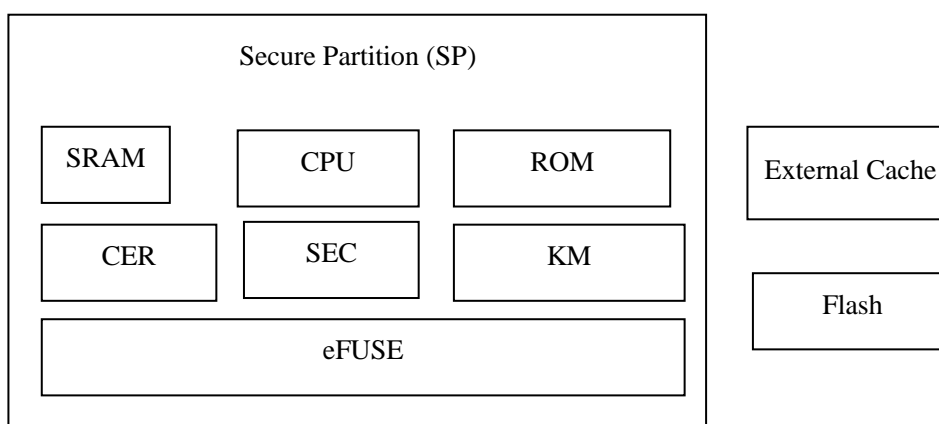 Secure Partition (SP)
SRAM
CPU
ROM
External Cache
CER
SEC
KM
Flash
eFUSE